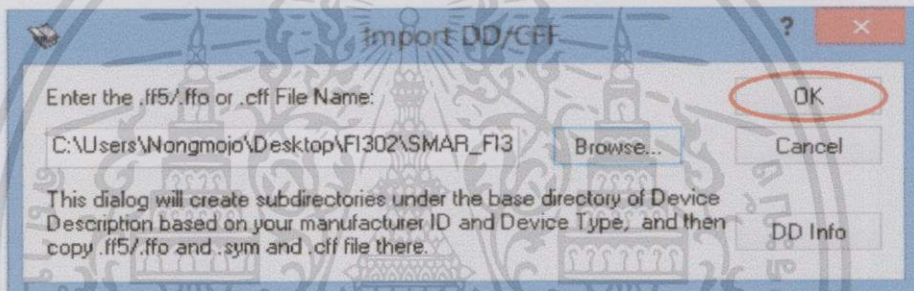 Import DD/CFF
?
Enter the .ff5/.ffo or .cff File Name:
OK
C:\Users\Nongmojo\Desktop\FI302\SMAR_FI3
Browse...
Cancel
This dialog will create subdirectories under the base directory of Device
Description based on your manufacturer ID and Device Type, and then
copy .ff5/.ffo and .sym and .cff file there.
DD Info